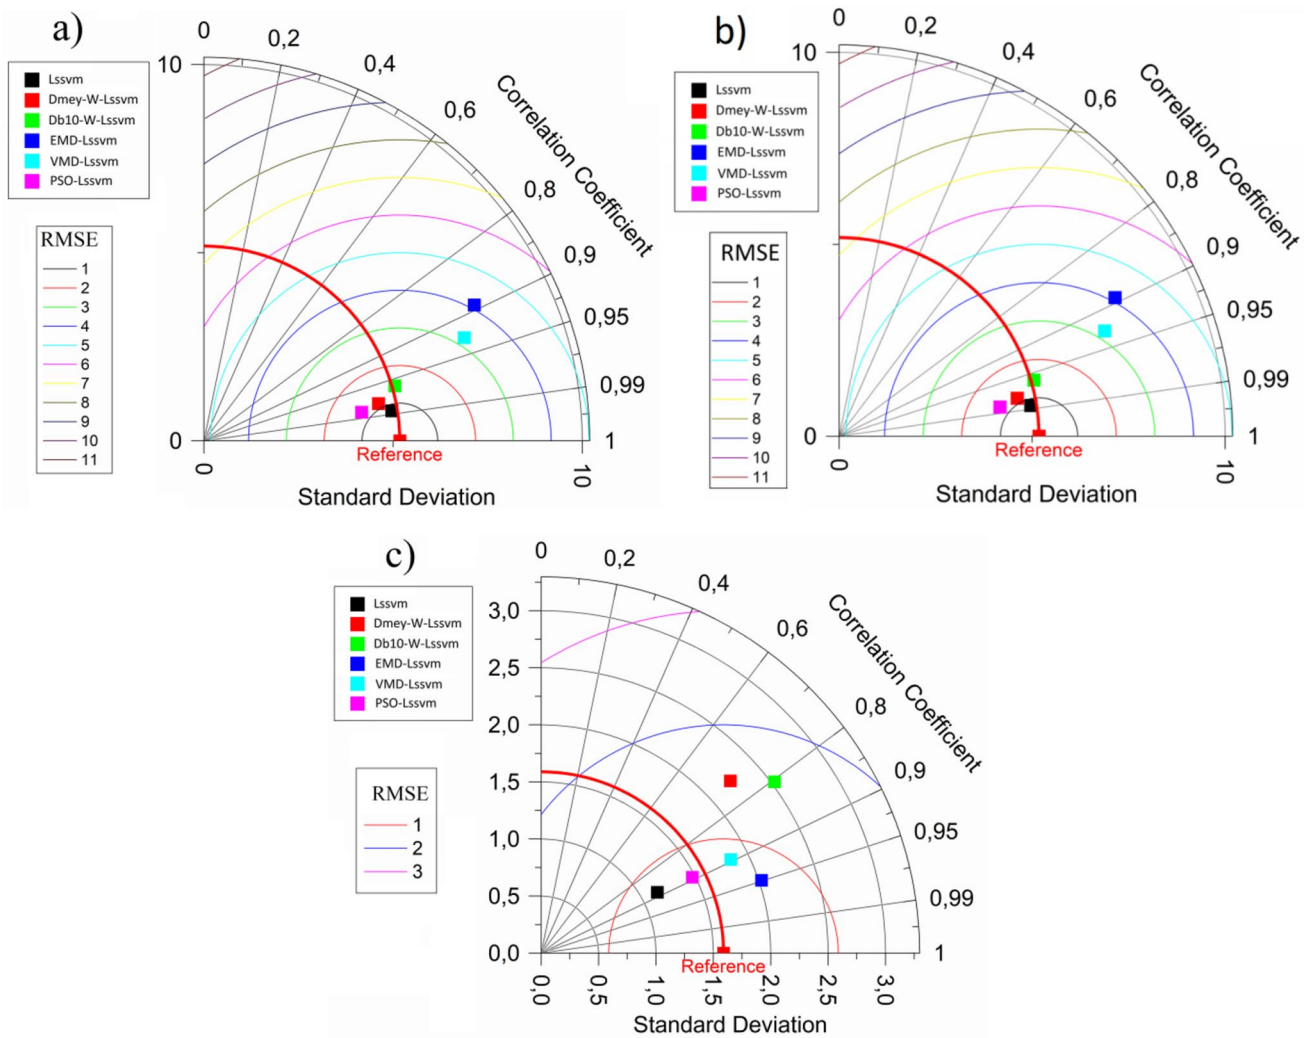 a)
0
0,2
0,4
0,6
0,8
0,9
0,95
0,99
1
Correlation Coefficient
10
0
Lssvm
Dmey-W-Lssvm
Db10-W-Lssvm
EMD-Lssvm
VMD-Lssvm
PSO-Lssvm
RMSE
1
2
3
4
5
6
7
8
9
10
11
Reference
0
10
Standard Deviation
b)
0
0,2
0,4
0,6
0,8
0,9
0,95
0,99
1
Correlation Coefficient
10
0
Lssvm
Dmey-W-Lssvm
Db10-W-Lssvm
EMD-Lssvm
VMD-Lssvm
PSO-Lssvm
RMSE
1
2
3
4
5
6
7
8
9
10
11
Reference
0
10
Standard Deviation
c)
0
0,2
0,4
0,6
0,8
0,9
0,95
0,99
1
Correlation Coefficient
3,0
2,5
2,0
1,5
1,0
0,5
0,0
Lssvm
Dmey-W-Lssvm
Db10-W-Lssvm
EMD-Lssvm
VMD-Lssvm
PSO-Lssvm
RMSE
1
2
3
Reference
0,0
0,5
1,0
1,5
2,0
2,5
3,0
Standard Deviation